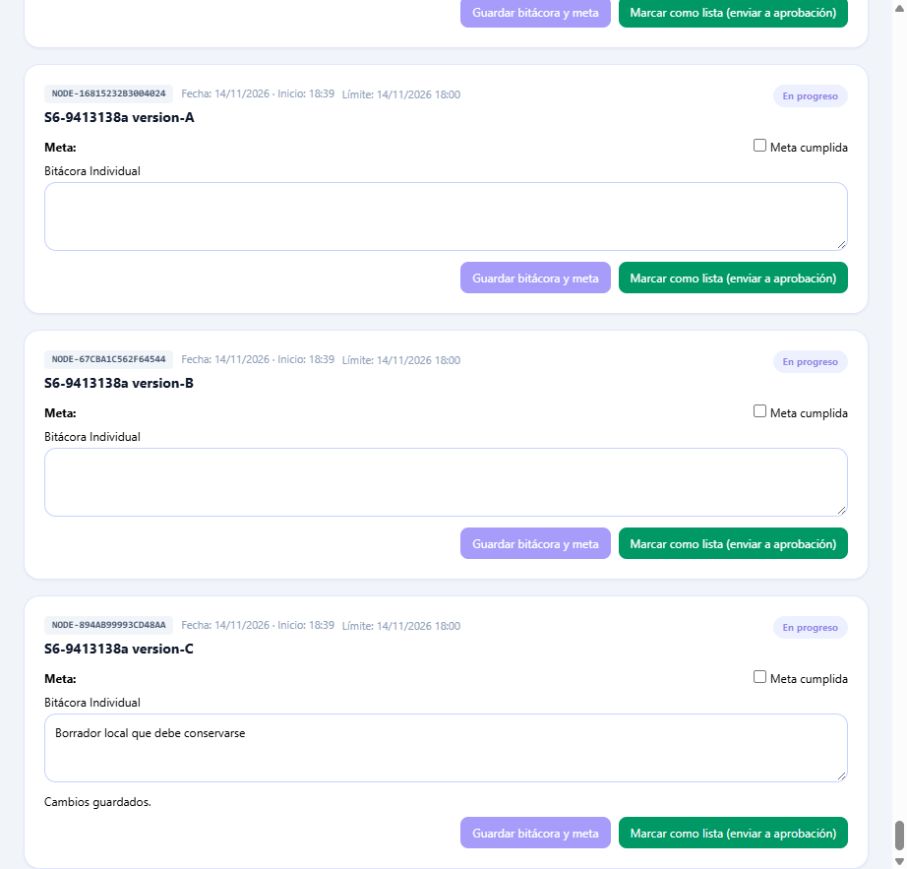 Guardar bitácora y meta Marcar como lista (enviar a aprobación)
NODE-16815232B3004024 Fecha: 14/11/2026 · Inicio: 18:39 Límite: 14/11/2026 18:00 En progreso
S6-9413138a version-A
Meta: Meta cumplida
Bitácora Individual
Guardar bitácora y meta Marcar como lista (enviar a aprobación)
NODE-67CBA1C562F64544 Fecha: 14/11/2026 · Inicio: 18:39 Límite: 14/11/2026 18:00 En progreso
S6-9413138a version-B
Meta: Meta cumplida
Bitácora Individual
Guardar bitácora y meta Marcar como lista (enviar a aprobación)
NODE-894AB99993CD48AA Fecha: 14/11/2026 · Inicio: 18:39 Límite: 14/11/2026 18:00 En progreso
S6-9413138a version-C
Meta: Meta cumplida
Bitácora Individual
Borrador local que debe conservarse
Cambios guardados.
Guardar bitácora y meta Marcar como lista (enviar a aprobación)